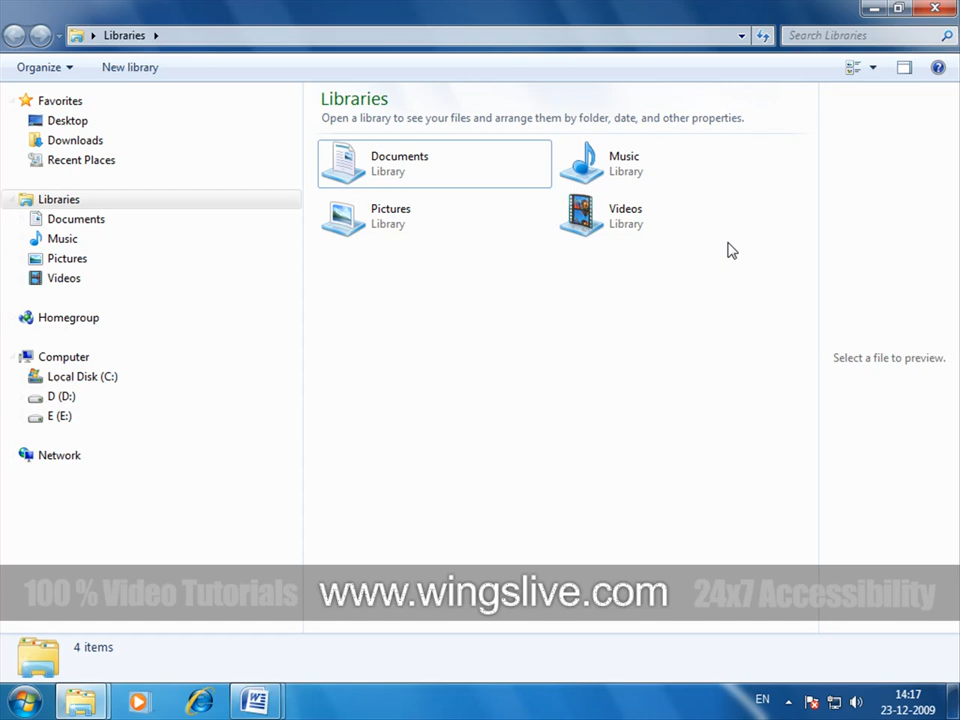 Libraries
Search Libraries
Organize
New library
Favorites
Desktop
Downloads
Recent Places
Libraries
Documents
Music
Pictures
Videos
Homegroup
Computer
Local Disk (C:)
D (D:)
E (E:)
Network
Libraries
Open a library to see your files and arrange them by folder, date, and other properties.
Documents
Library
Music
Library
Pictures
Library
Videos
Library
Select a file to preview.
100 % Video Tutorials www.wingslive.com 24x7 Accessibility
4 items
EN
14:17
23-12-2009